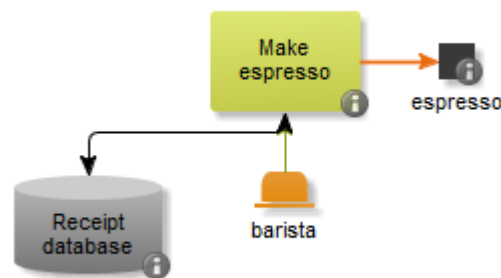 Make
espresso
espresso
barista
Receipt
database